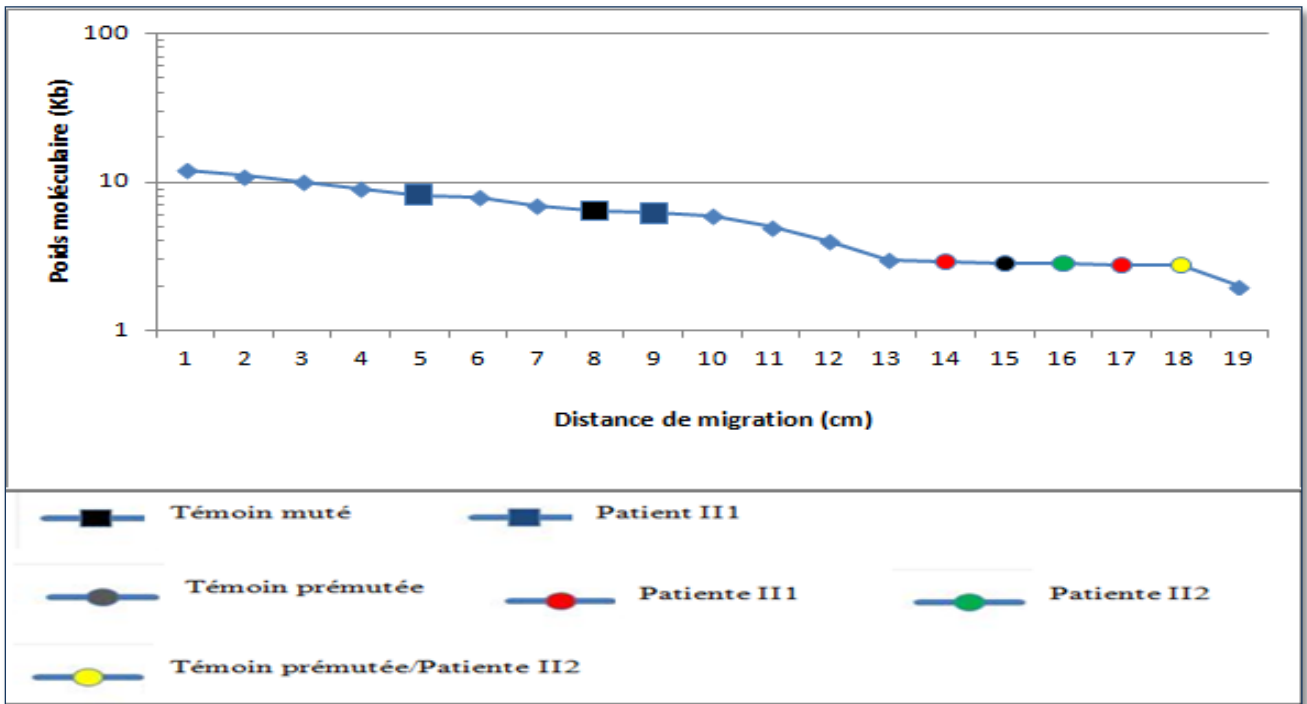 100
10
1
Poids moléculaire (Kb)
1 2 3 4 5 6 7 8 9 10 11 12 13 14 15 16 17 18 19
Distance de migration (cm)
Témoin muté Patient II1
Témoin prémutée Patiente II1 Patiente II2
Témoin prémutée/Patiente II2